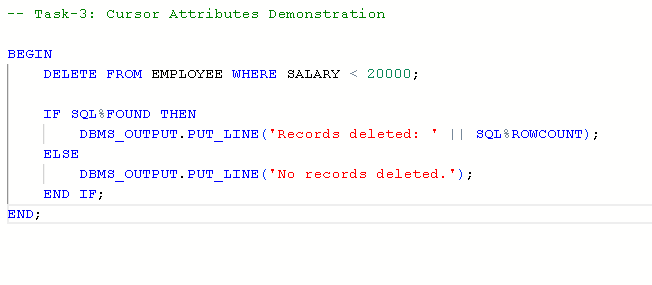 -- Task-3: Cursor Attributes Demonstration
BEGIN
    DELETE FROM EMPLOYEE WHERE SALARY < 20000;
    IF SQL%FOUND THEN
        DBMS_OUTPUT.PUT_LINE('Records deleted: ' || SQL%ROWCOUNT);
    ELSE
        DBMS_OUTPUT.PUT_LINE('No records deleted.');
    END IF;
END;